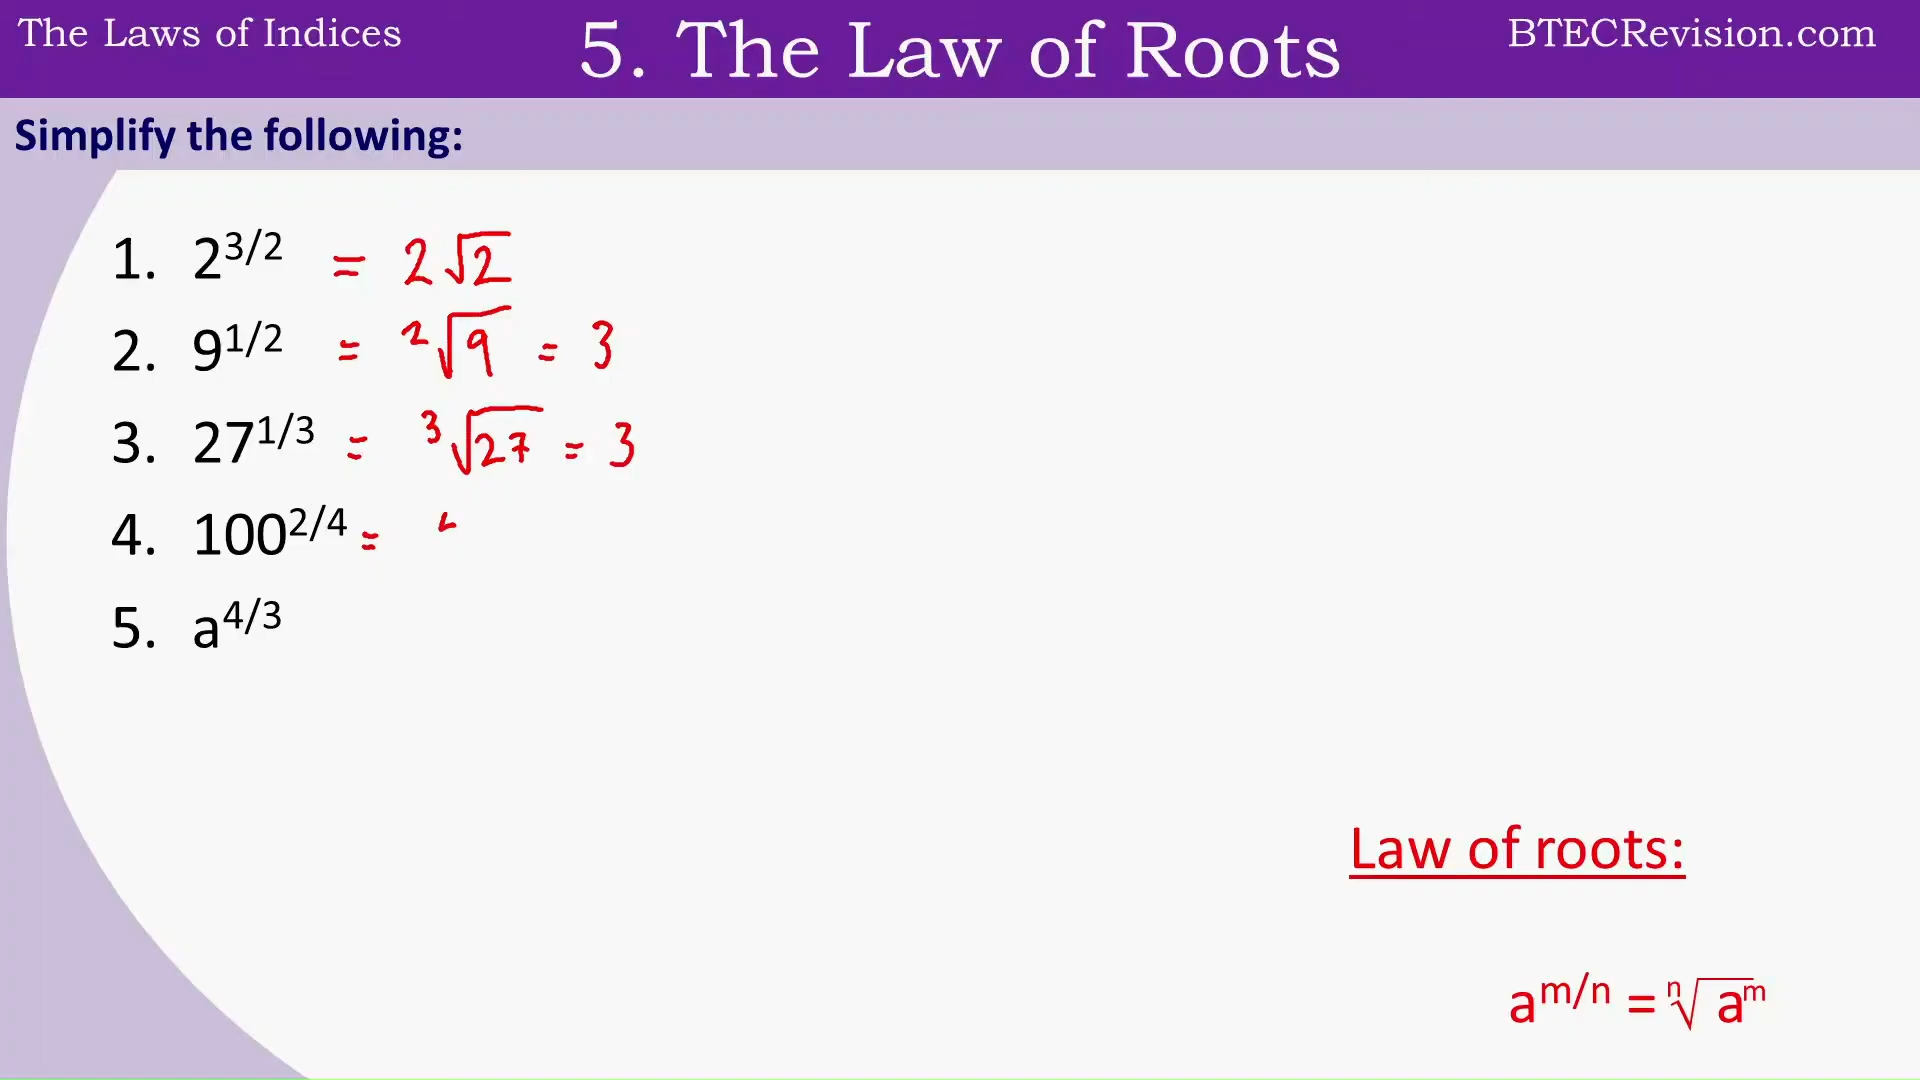 The Laws of Indices
5. The Law of Roots
BTECRevision.com
Simplify the following:
1. 2^{3/2} = 2√2
2. 9^{1/2} = ²√9 = 3
3. 27^{1/3} = ³√27 = 3
4. 100^{2/4} =
5. a^{4/3}
Law of roots:
a^{m/n} = ⁿ√a^m